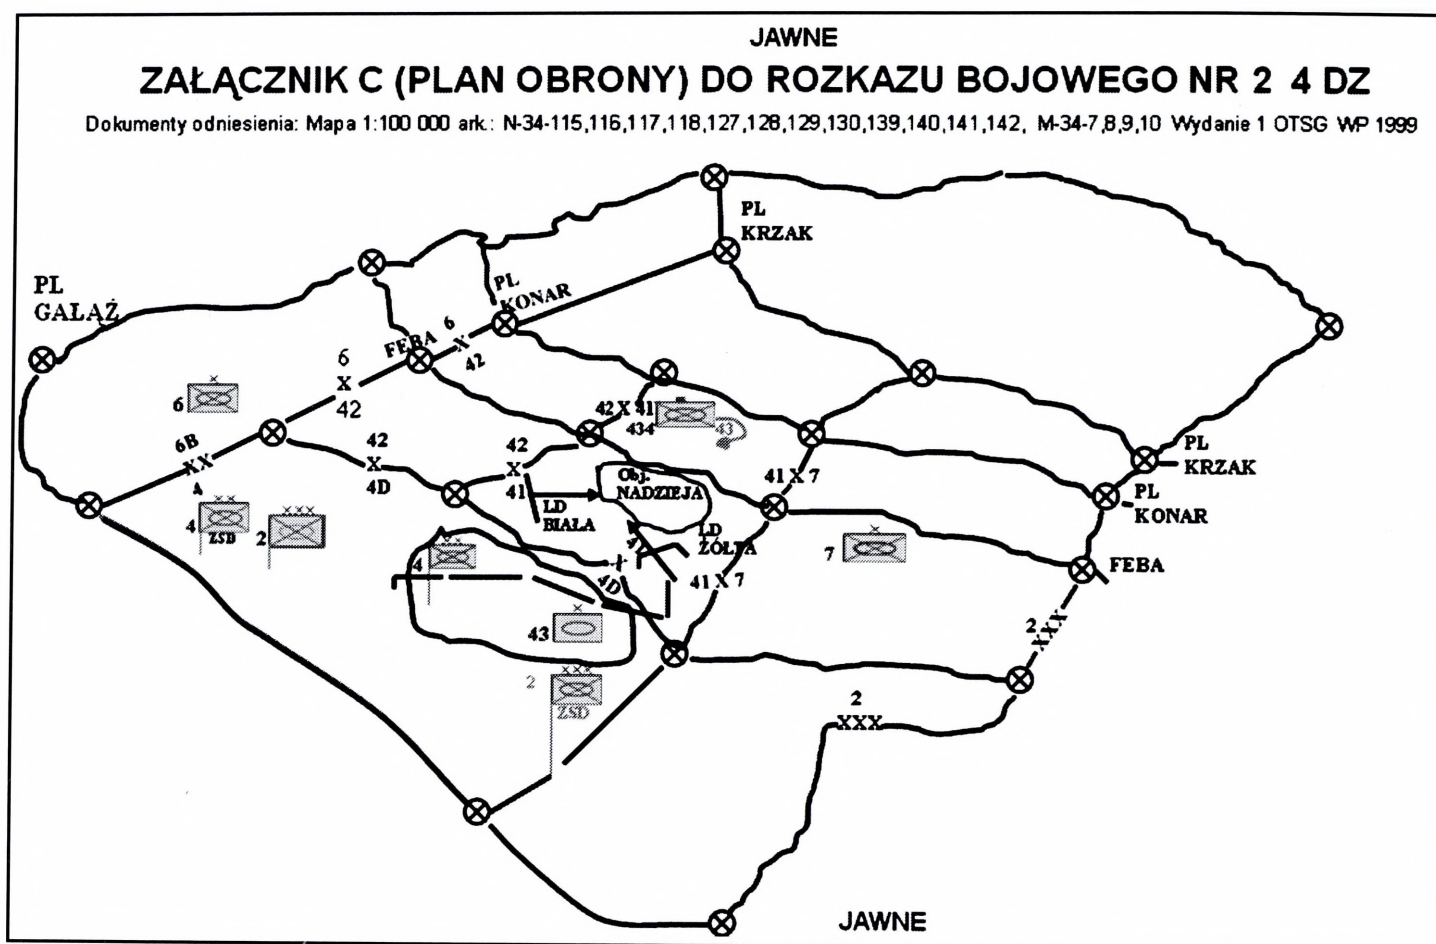 JAWNE
ZAŁĄCZNIK C (PLAN OBRONY) DO ROZKAZU BOJOWEGO NR 2 4 DZ
Dokumenty odniesienia: Mapa 1:100 000 ark.: N-34-115,116,117,118,127,128,129,130,139,140,141,142, M-34-7,8,9,10 Wydanie 1 OTSG WP 1999
PL
KRZAK
PL
GAŁĄŹ
PL
KONAR
FEBA
6
X
42
6
X
42
6
42 X 41
434
43
6B
XX
4
42
X
4D
42
X
41
41 X 7
Obj.
NADZIEJA
LD
BIAŁA
LD
ŻÓŁTA
PL
KRZAK
PL
KONAR
FEBA
4
ZSD
2
4
7
41
4D
41 X 7
43
2
ZSD
2
XXX
2
XXX
JAWNE